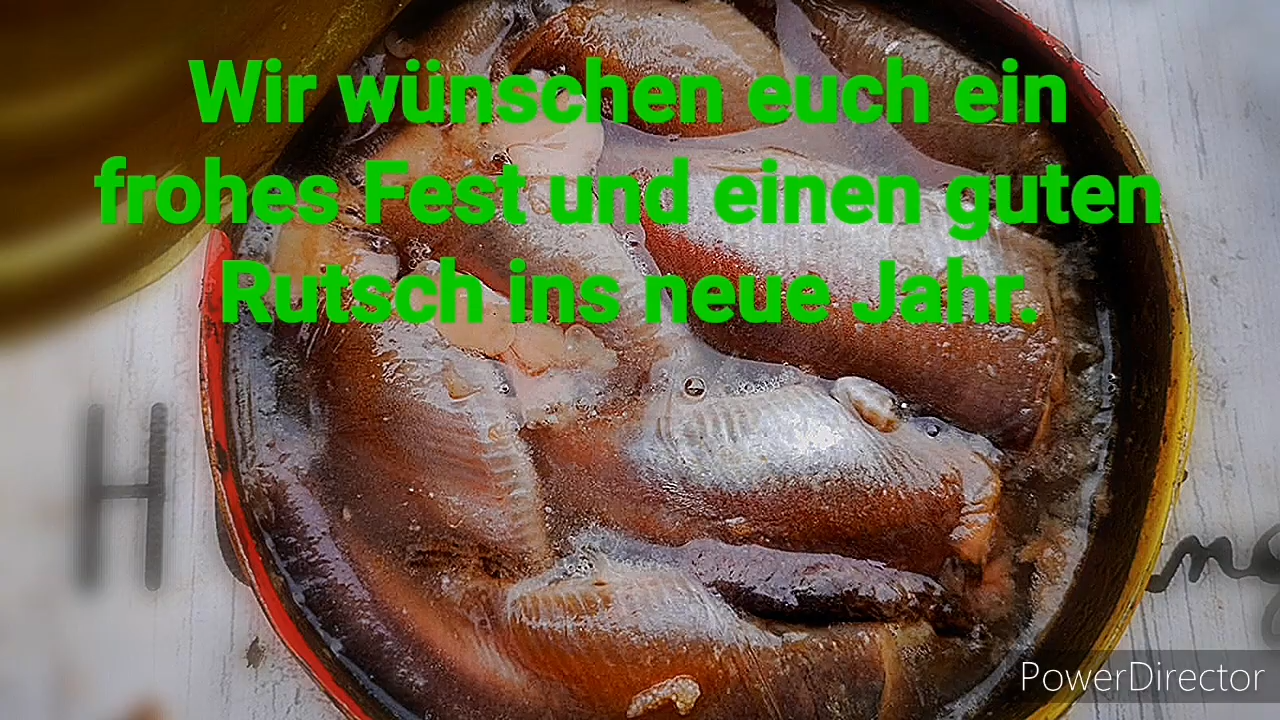 Wir wünschen euch ein
frohes Fest und einen guten
Rutsch ins neue Jahr.
H
PowerDirector